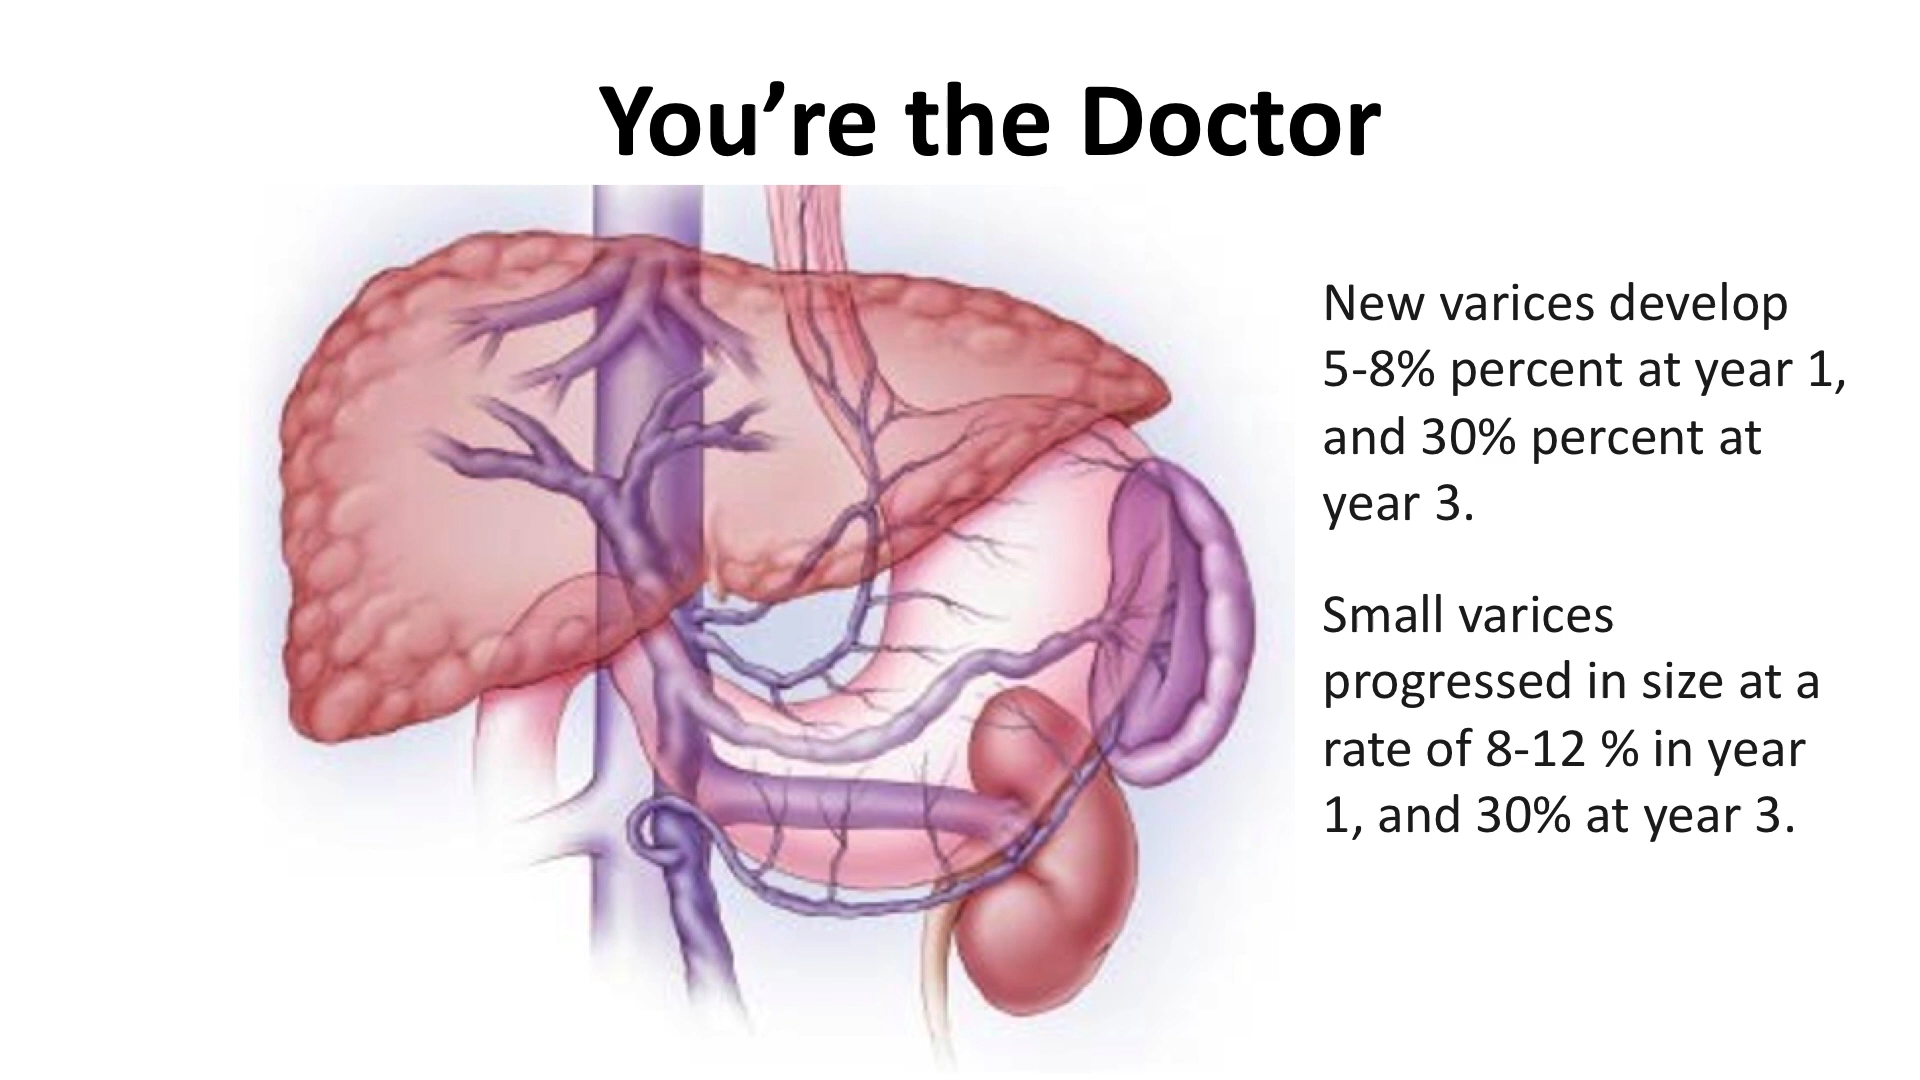 You’re the Doctor
New varices develop
5-8% percent at year 1,
and 30% percent at
year 3.
Small varices
progressed in size at a
rate of 8-12 % in year
1, and 30% at year 3.